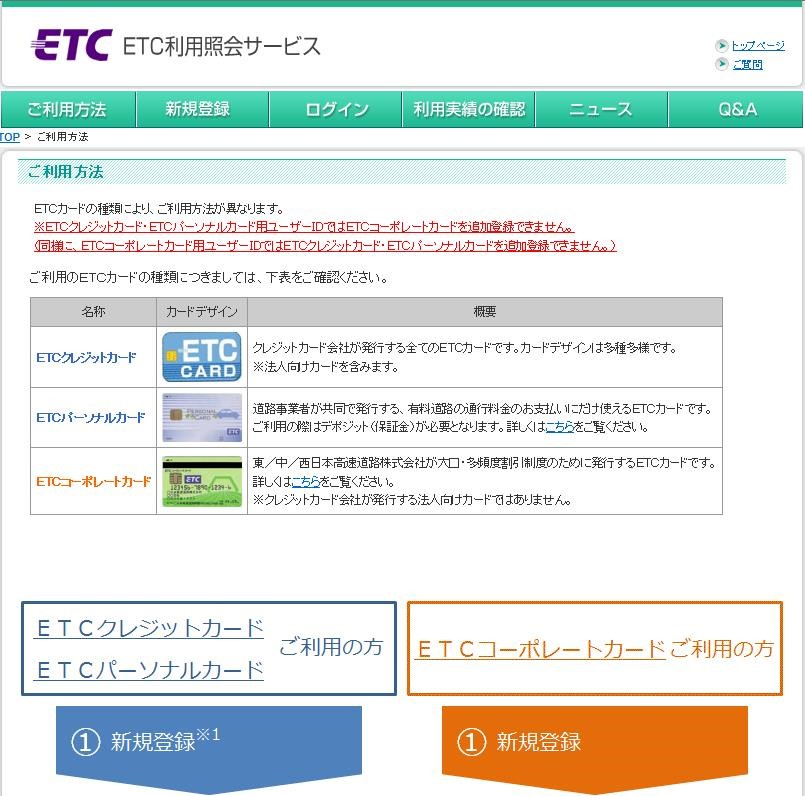 ETC ETC利用照会サービス
トップページ
ご質問
ご利用方法 新規登録 ログイン 利用実績の確認 ニュース Q&A
TOP > ご利用方法
ご利用方法
ETCカードの種類により、ご利用方法が異なります。
※ETCクレジットカード・ETCパーソナルカード用ユーザーIDではETCコーポレートカードを追加登録できません。
(同様に、ETCコーポレートカード用ユーザーIDではETCクレジットカード・ETCパーソナルカードを追加登録できません。)
ご利用のETCカードの種類につきましては、下表をご確認ください。
名称 カードデザイン 概要
ETCクレジットカード
ETC
CARD
クレジットカード会社が発行する全てのETCカードです。カードデザインは多種多様です。
※法人向けカードを含みます。
ETCパーソナルカード
PERSONAL
CARD
ETC
道路事業者が共同で発行する、有料道路の通行料金のお支払いにだけ使えるETCカードです。
ご利用の際はデポジット(保証金)が必要となります。詳しくはこちらをご覧ください。
ETCコーポレートカード
ETC
東/中/西日本高速道路株式会社が大口・多頻度割引制度のために発行するETCカードです。
詳しくはこちらをご覧ください。
※クレジットカード会社が発行する法人向けカードではありません。
ETCクレジットカード
ETCパーソナルカード
ご利用の方
ETCコーポレートカード ご利用の方
① 新規登録※1
① 新規登録